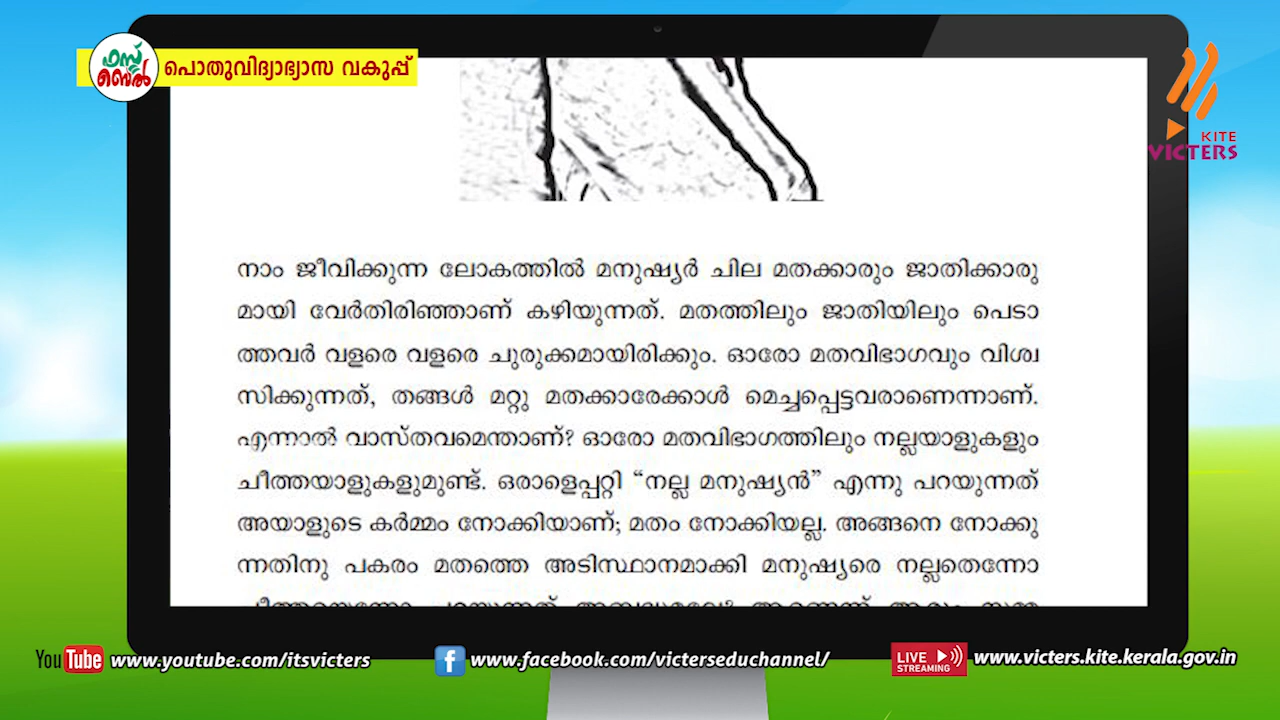 ഫസ്റ്റ്
ബെൽ
പൊതുവിദ്യാഭ്യാസ വകുപ്പ്
KITE
VICTERS
നാം ജീവിക്കുന്ന ലോകത്തിൽ മനുഷ്യർ ചില മതക്കാരും ജാതിക്കാരു
മായി വേർതിരിഞ്ഞാണ് കഴിയുന്നത്. മതത്തിലും ജാതിയിലും പെടാ
ത്തവർ വളരെ വളരെ ചുരുക്കമായിരിക്കും. ഓരോ മതവിഭാഗവും വിശ്വ
സിക്കുന്നത്, തങ്ങൾ മറ്റു മതക്കാരേക്കാൾ മെച്ചപ്പെട്ടവരാണെന്നാണ്.
എന്നാൽ വാസ്തവമെന്താണ്? ഓരോ മതവിഭാഗത്തിലും നല്ലയാളുകളും
ചീത്തയാളുകളുമുണ്ട്. ഒരാളെപ്പറ്റി “നല്ല മനുഷ്യൻ” എന്നു പറയുന്നത്
അയാളുടെ കർമ്മം നോക്കിയാണ്; മതം നോക്കിയല്ല. അങ്ങനെ നോക്കു
ന്നതിനു പകരം മതത്തെ അടിസ്ഥാനമാക്കി മനുഷ്യരെ നല്ലതെന്നോ
YouTube www.youtube.com/itsvicters
f www.facebook.com/victerseduchannel/
LIVE STREAMING www.victers.kite.kerala.gov.in